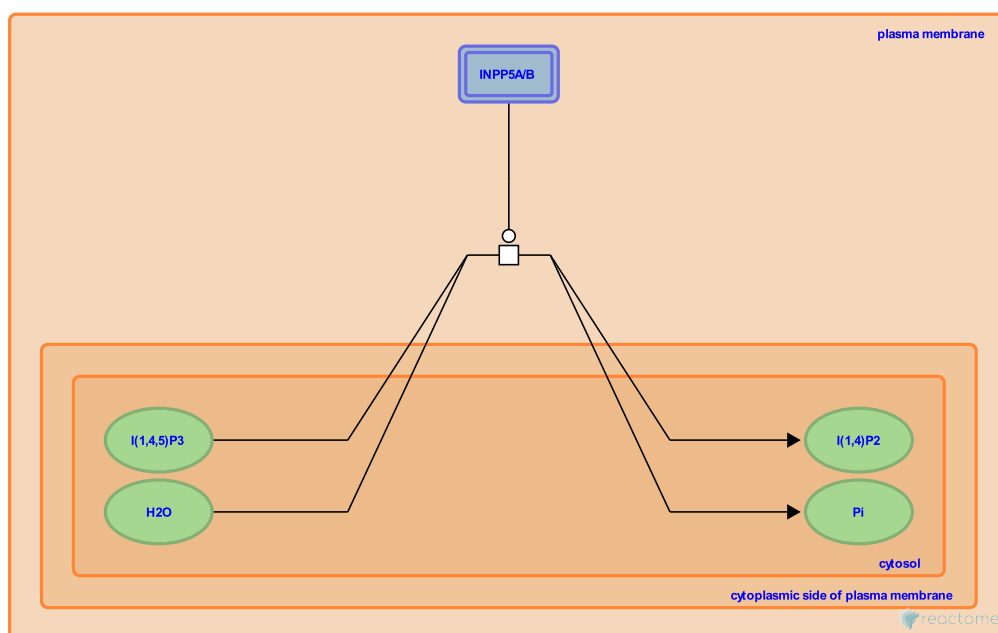 plasma membrane
INPP5A/B
I(1,4,5)P3
I(1,4)P2
H2O
Pi
cytosol
cytoplasmic side of plasma membrane
reactome